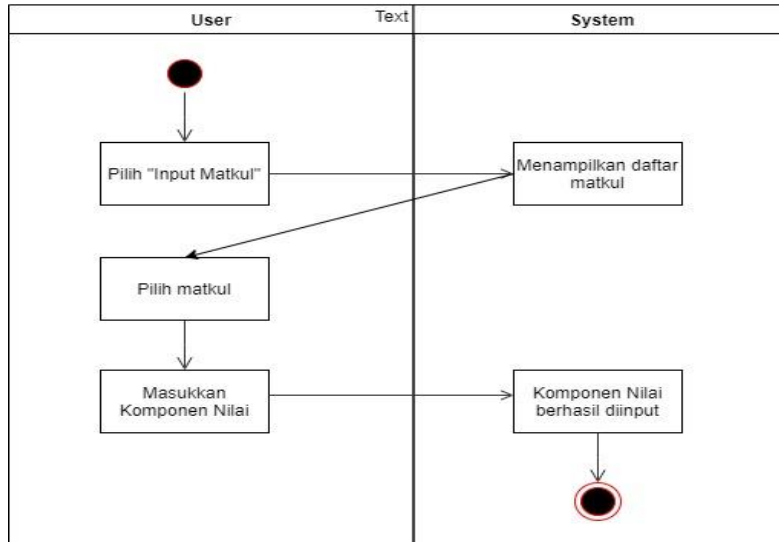 User
Text
System
Pilih "Input Matkul"
Menampilkan daftar
matkul
Pilih matkul
Masukkan
Komponen Nilai
Komponen Nilai
berhasil diinput